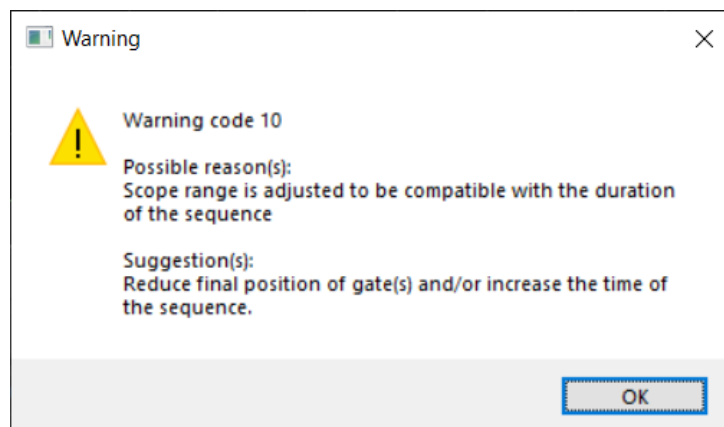 Warning
Warning code 10
Possible reason(s):
Scope range is adjusted to be compatible with the duration
of the sequence
Suggestion(s):
Reduce final position of gate(s) and/or increase the time of
the sequence.
OK